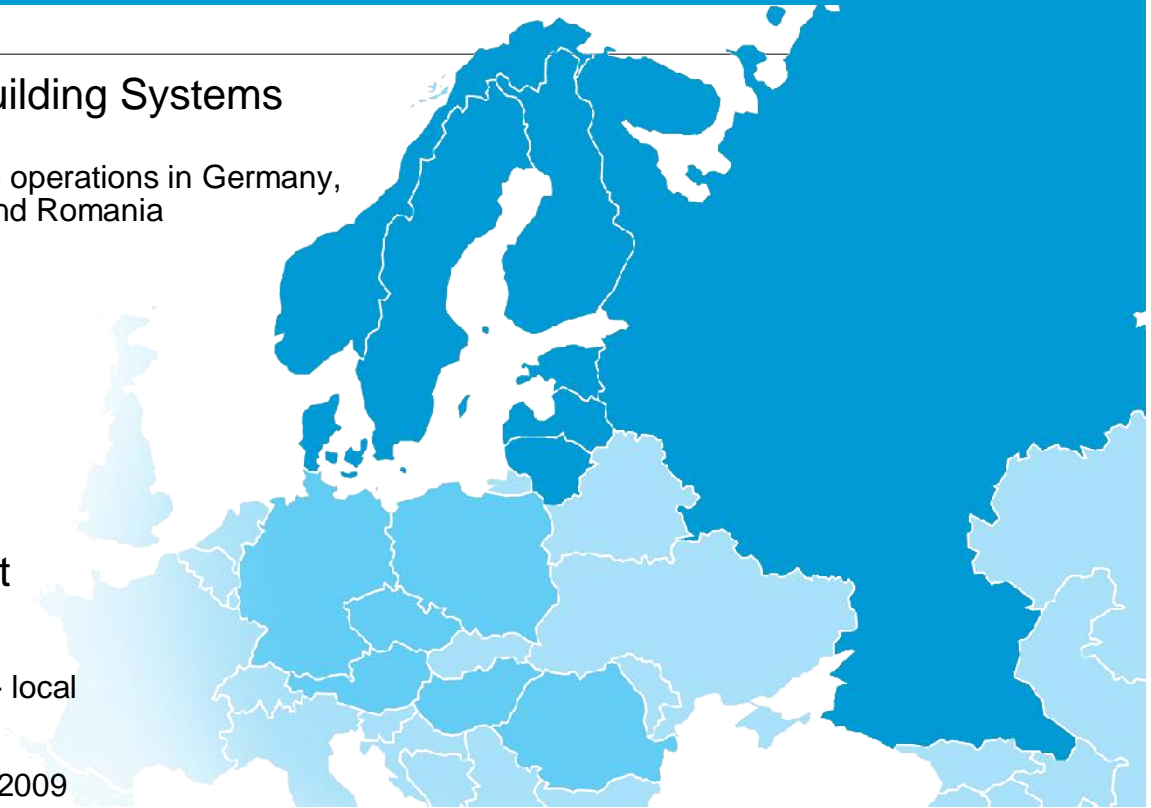 uilding Systems
operations in Germany,
nd Romania
t
local
2009